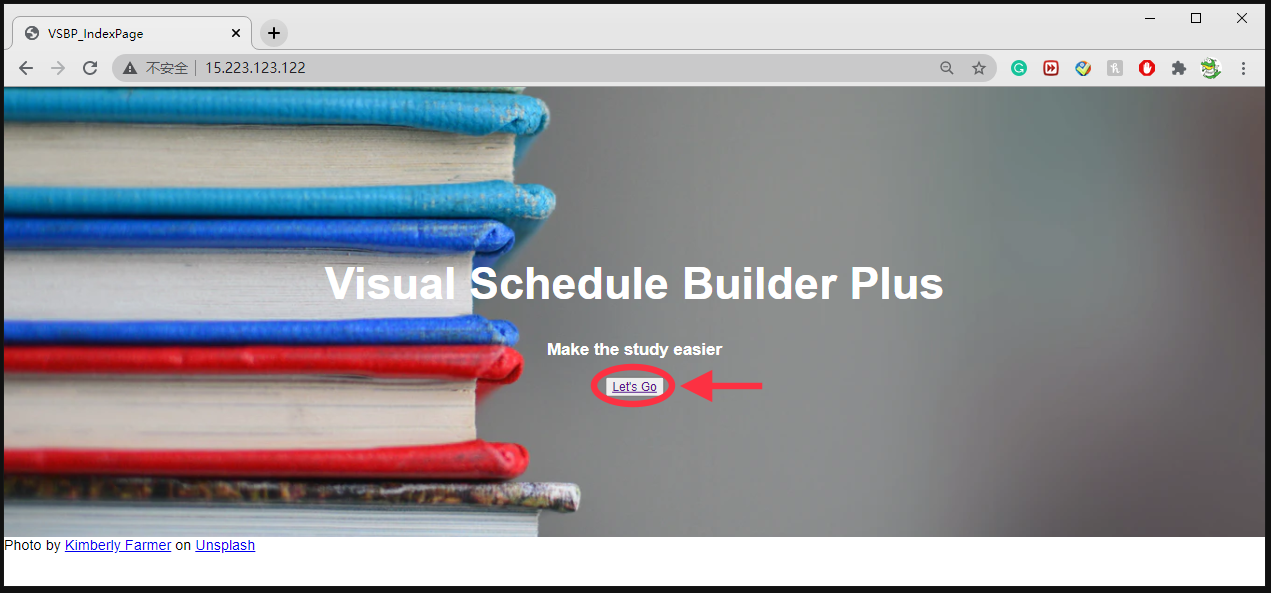 VSBP_IndexPage
不安全 15.223.123.122
Visual Schedule Builder Plus
Make the study easier
Let's Go
Photo by Kimberly Farmer on Unsplash